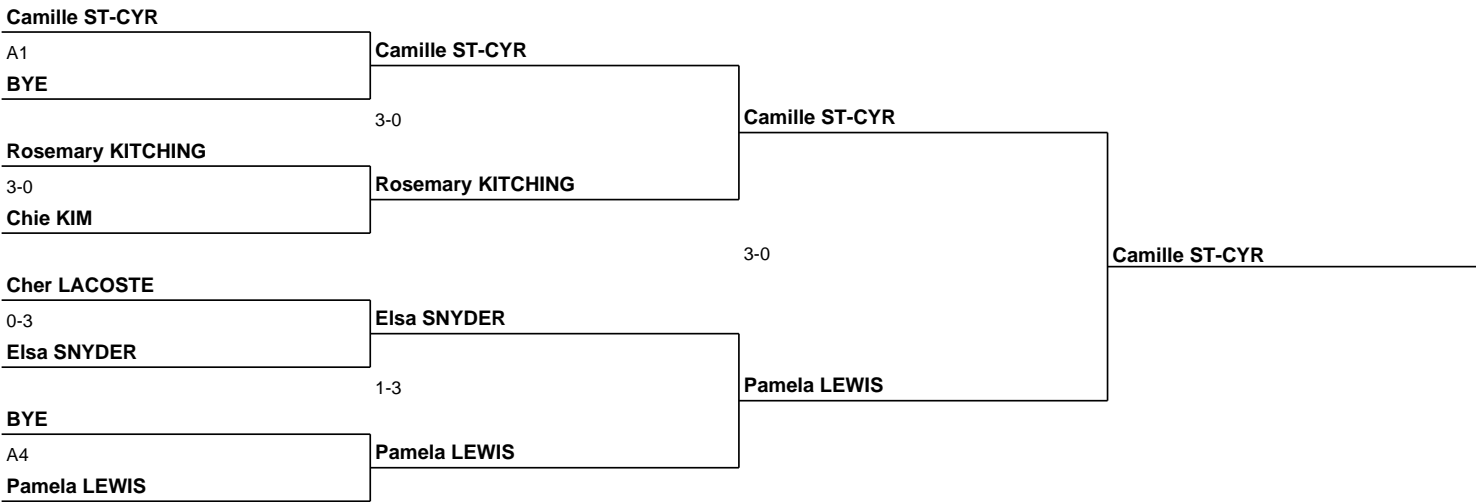 Camille ST-CYR
A1
BYE
Camille ST-CYR
3-0
Camille ST-CYR
Rosemary KITCHING
3-0
Chie KIM
Rosemary KITCHING
3-0
Camille ST-CYR
Cher LACOSTE
0-3
Elsa SNYDER
Elsa SNYDER
1-3
Pamela LEWIS
BYE
A4
Pamela LEWIS
Pamela LEWIS